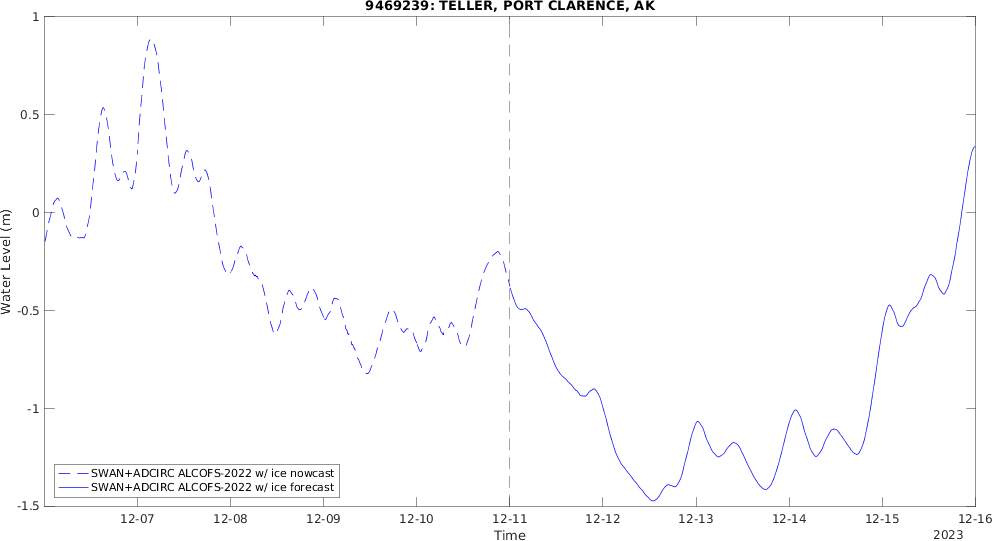 9469239: TELLER, PORT CLARENCE, AK
1
0.5
0
-0.5
-1
-1.5
Water Level (m)
SWAN+ADCIRC ALCOFS-2022 w/ ice nowcast
SWAN+ADCIRC ALCOFS-2022 w/ ice forecast
12-07 12-08 12-09 12-10 12-11 12-12 12-13 12-14 12-15 12-16
Time
2023